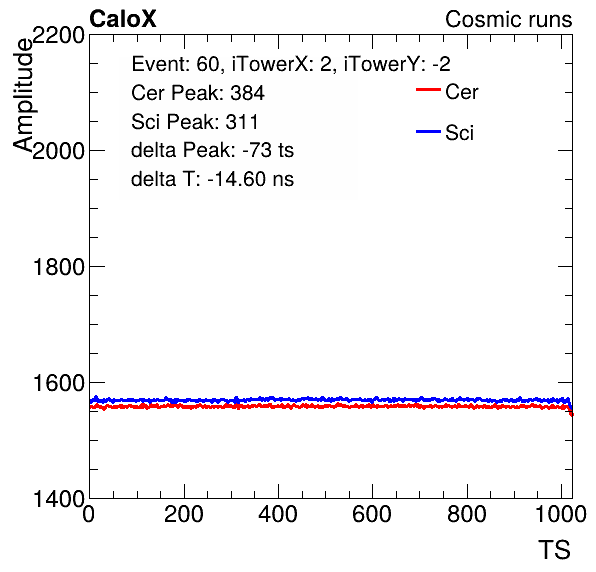 CaloX Cosmic runs
Amplitude
Event: 60, iTowerX: 2, iTowerY: -2
Cer Peak: 384
Sci Peak: 311
delta Peak: -73 ts
delta T: -14.60 ns
Cer
Sci
2200
2000
1800
1600
1400
0 200 400 600 800 1000
TS